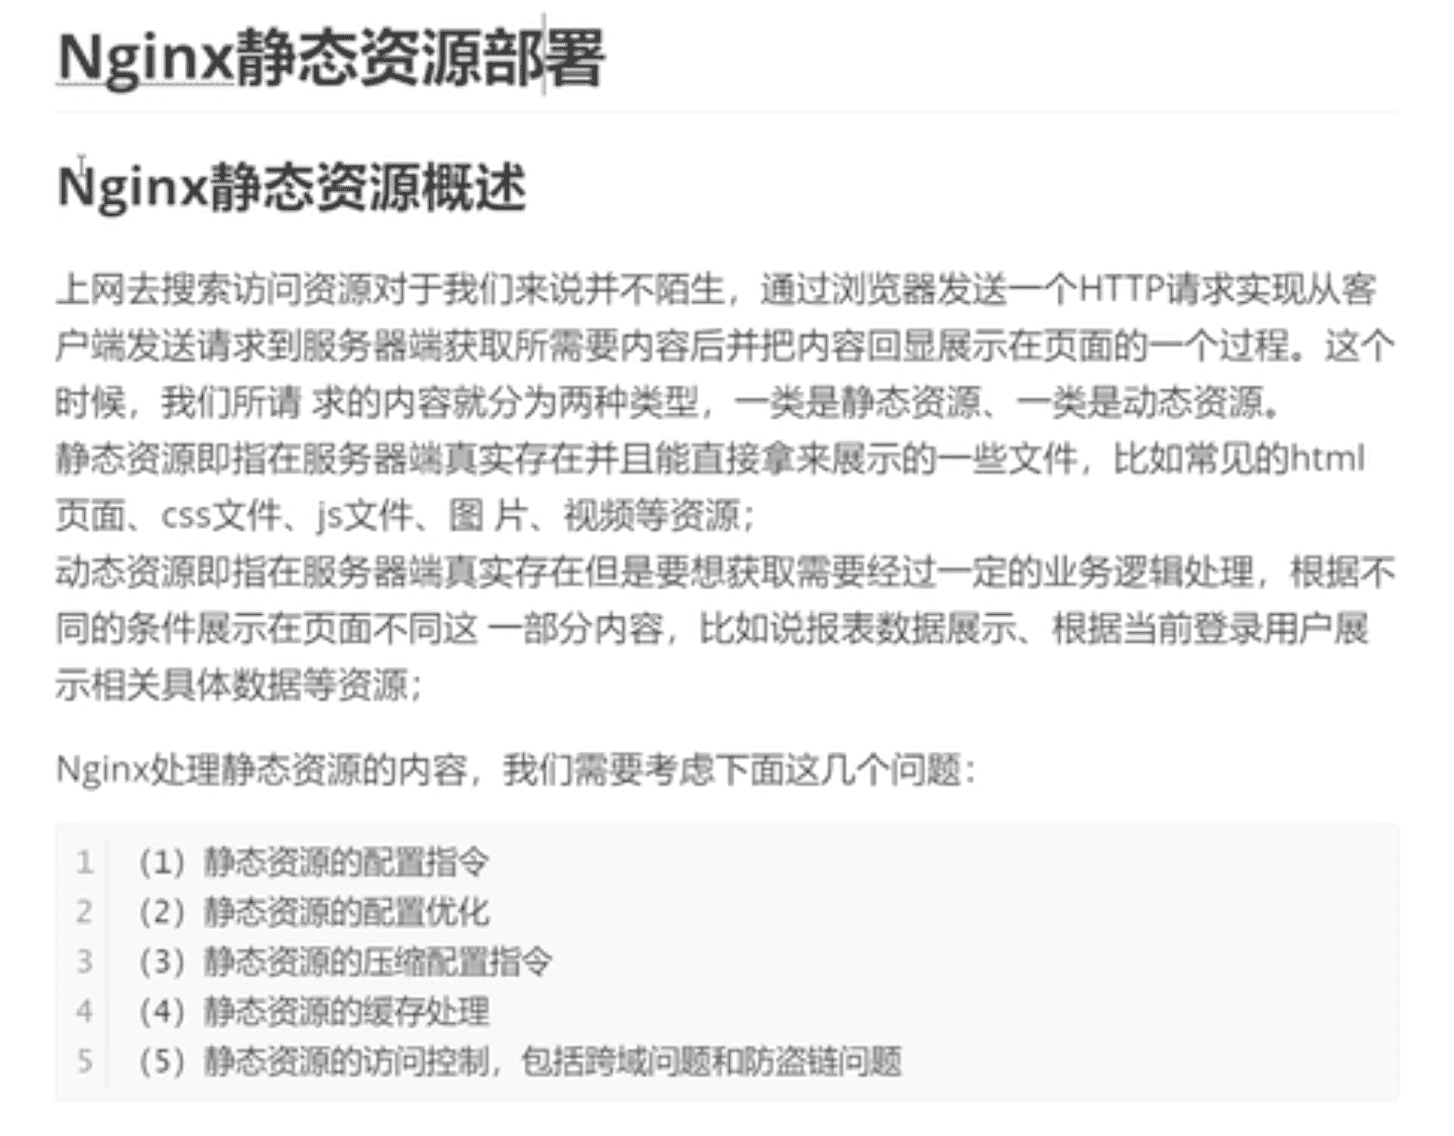 Nginx静态资源部署
Nginx静态资源概述
上网去搜索访问资源对于我们来说并不陌生，通过浏览器发送一个HTTP请求实现从客
户端发送请求到服务器端获取所需要内容后并把内容回显展示在页面的一个过程。这个
时候，我们所请 求的内容就分为两种类型，一类是静态资源、一类是动态资源。
静态资源即指在服务器端真实存在并且能直接拿来展示的一些文件，比如常见的html
页面、css文件、js文件、图 片、视频等资源；
动态资源即指在服务器端真实存在但是要想获取需要经过一定的业务逻辑处理，根据不
同的条件展示在页面不同这 一部分内容，比如说报表数据展示、根据当前登录用户展
示相关具体数据等资源；
Nginx处理静态资源的内容，我们需要考虑下面这几个问题：
1 （1）静态资源的配置指令
2 （2）静态资源的配置优化
3 （3）静态资源的压缩配置指令
4 （4）静态资源的缓存处理
5 （5）静态资源的访问控制，包括跨域问题和防盗链问题